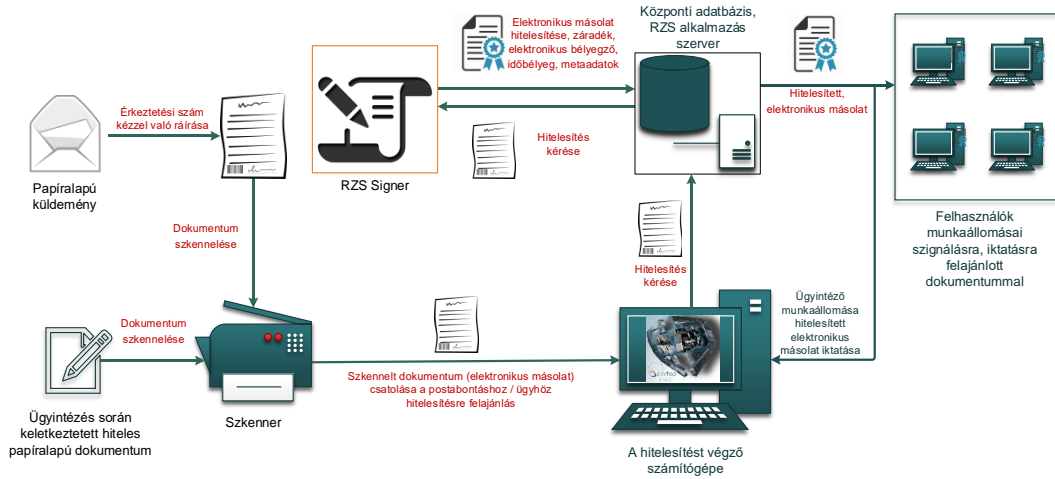 Elektronikus másolat
hitelesítése, záradék,
elektronikus bélyegző,
időbélyeg, metaadatok
Központi adatbázis,
RZS alkalmazás
szerver
Érkeztetési szám
kézzel való ráírása
Hitelesített,
elektronikus másolat
Hitelesítés
kérése
Papíralapú
küldemény
RZS Signer
Dokumentum
szkennelése
Felhasználók
munkaállomásai
szignálásra, iktatásra
felajánlott
dokumentummal
Hitelesítés
kérése
Ügyintéző
munkaállomása
hitelesített
elektronikus
másolat iktatása
Dokumentum
szkennelése
Szkennelt dokumentum (elektronikus másolat)
csatolása a postabontáshoz / ügyhöz
hitelesítésre felajánlás
Ügyintézés során
keletkeztetett hiteles
papíralapú dokumentum
Szkenner
A hitelesítést végző
számítógépe